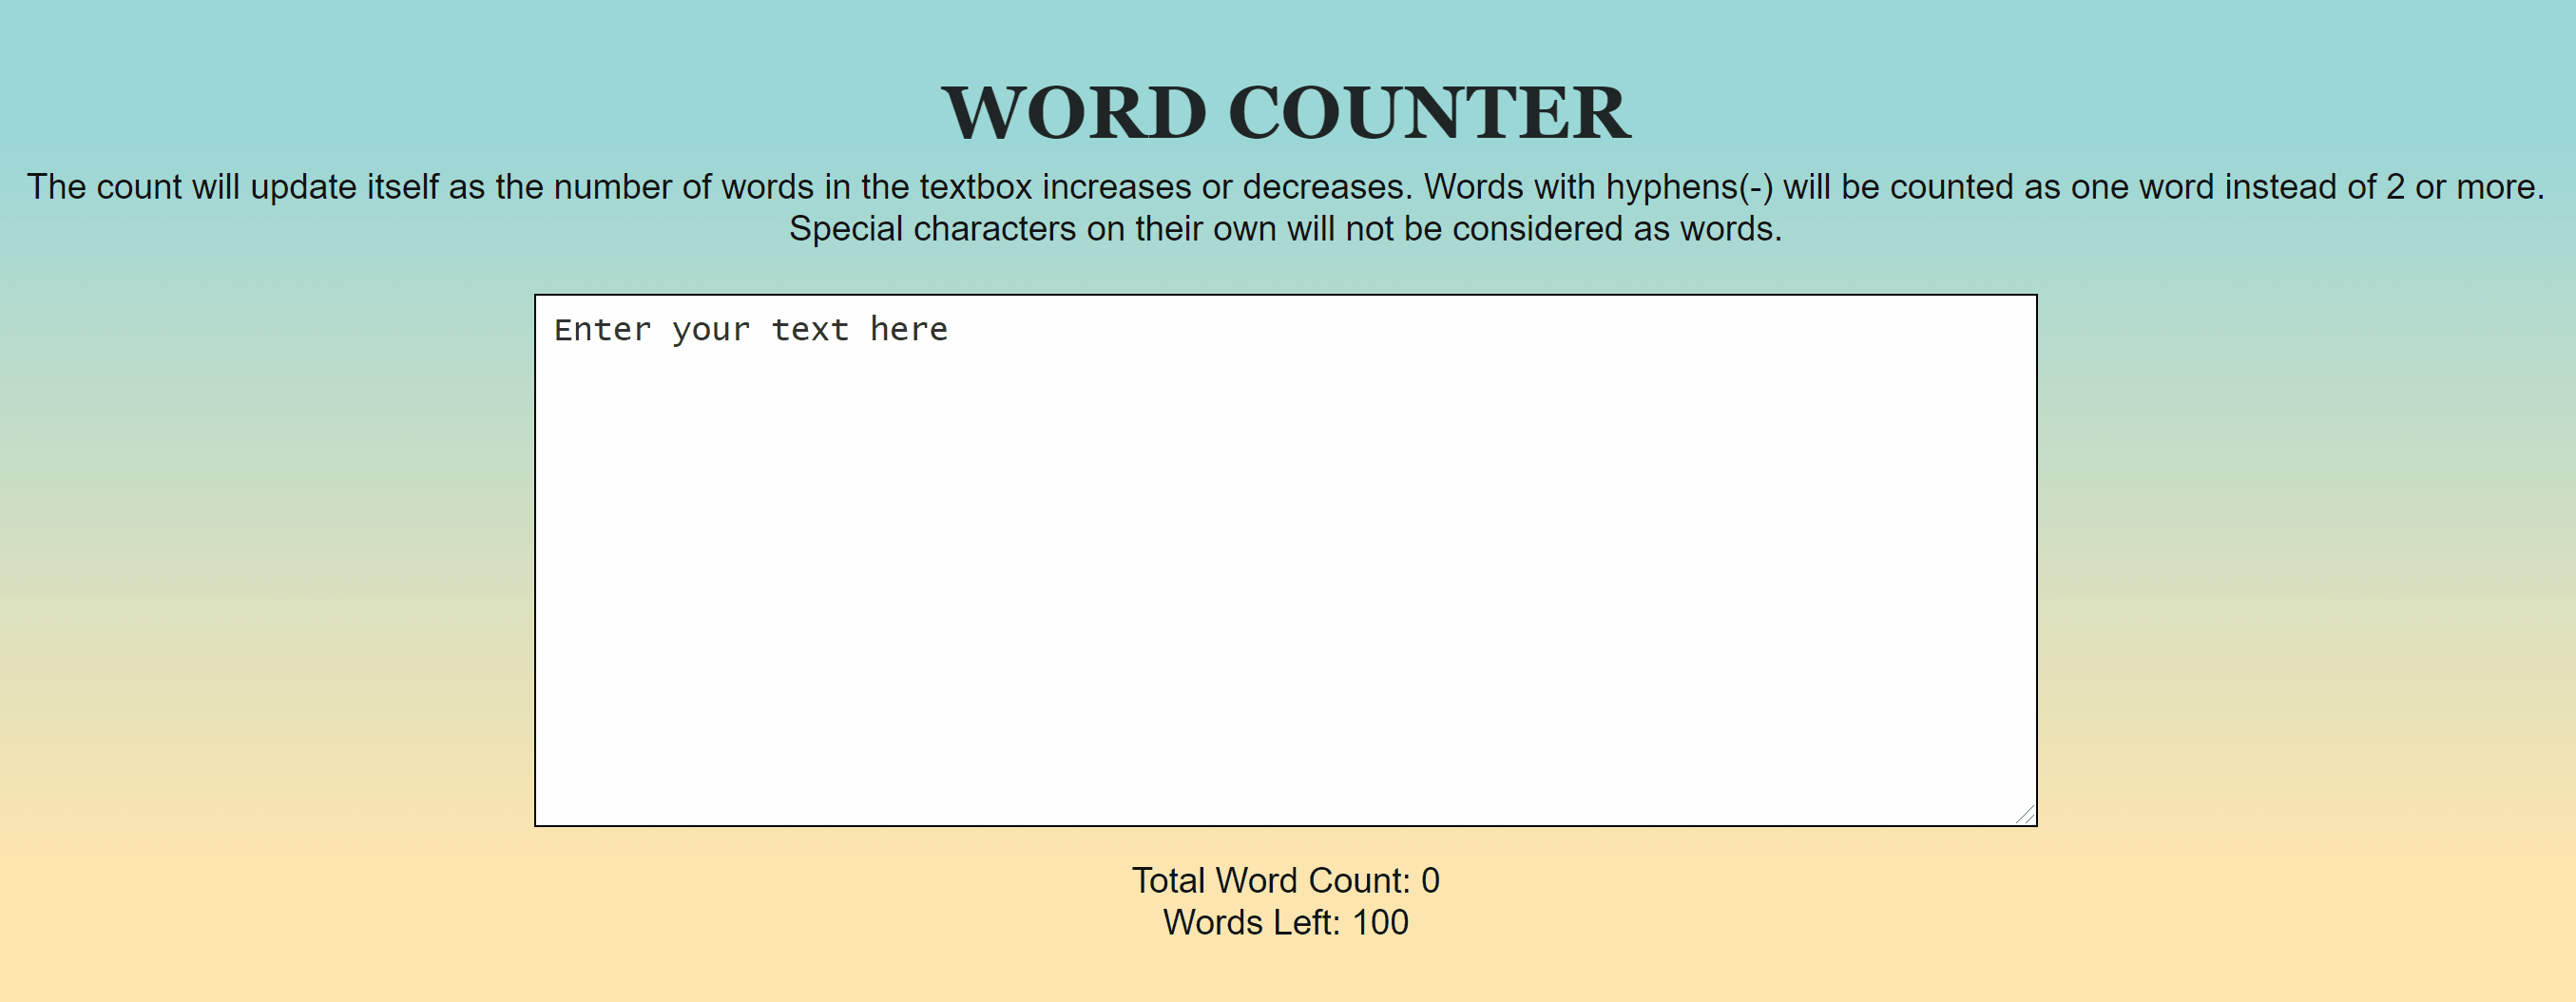 WORD COUNTER
The count will update itself as the number of words in the textbox increases or decreases. Words with hyphens(-) will be counted as one word instead of 2 or more.
Special characters on their own will not be considered as words.
Enter your text here
Total Word Count: 0
Words Left: 100